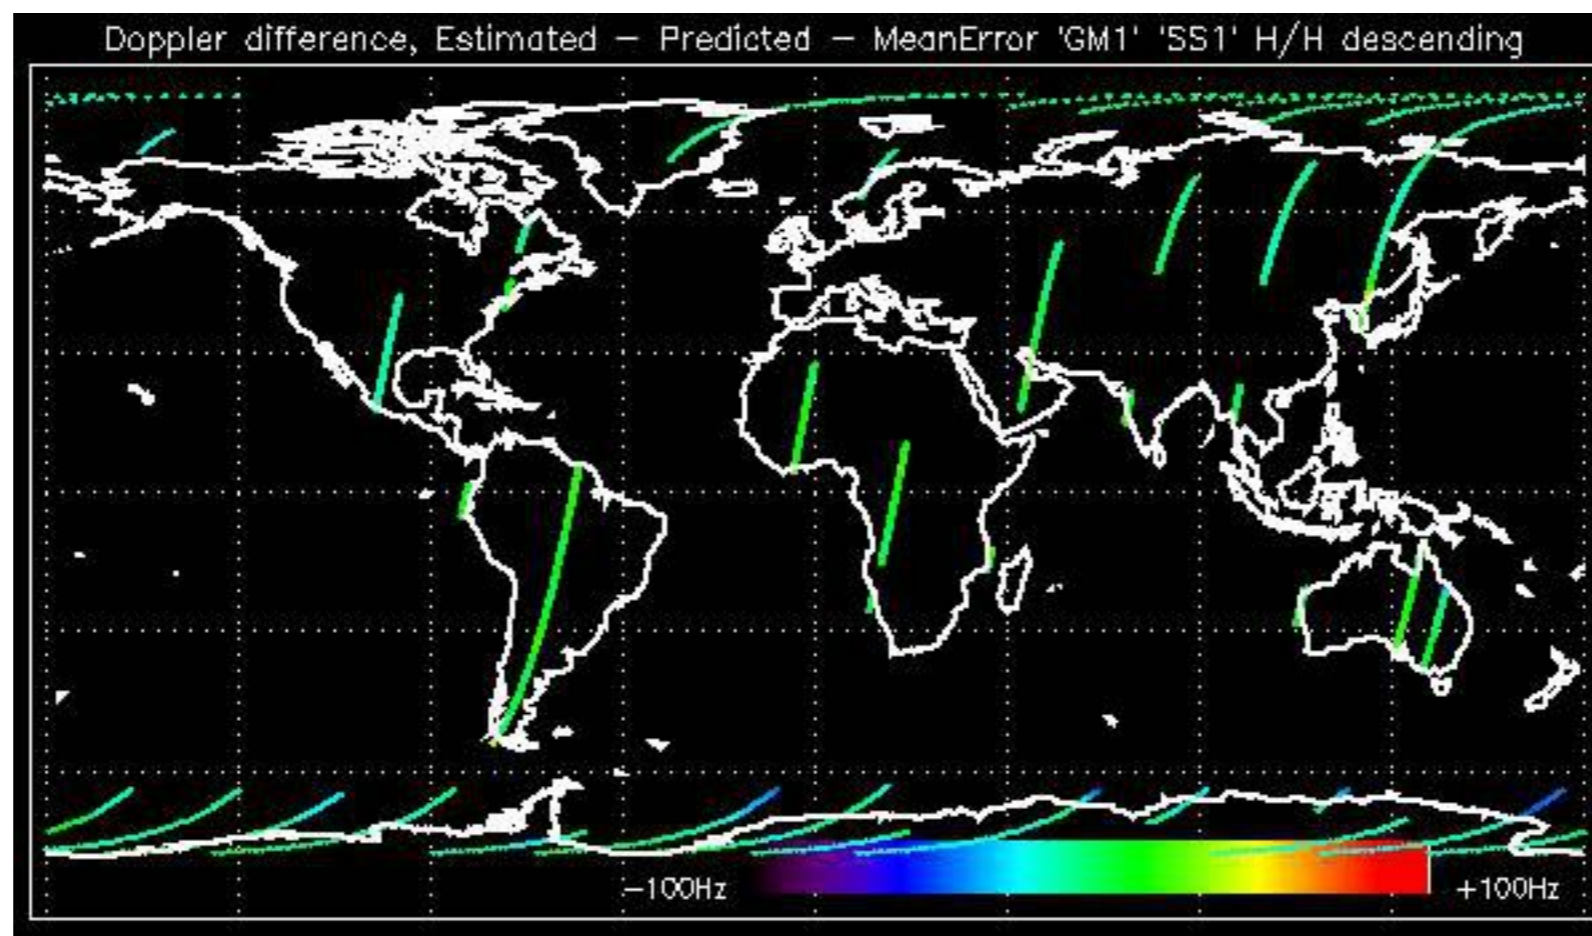 Doppler difference, Estimated – Predicted – MeanError 'GM1' 'SS1' H/H descending
–100Hz +100Hz